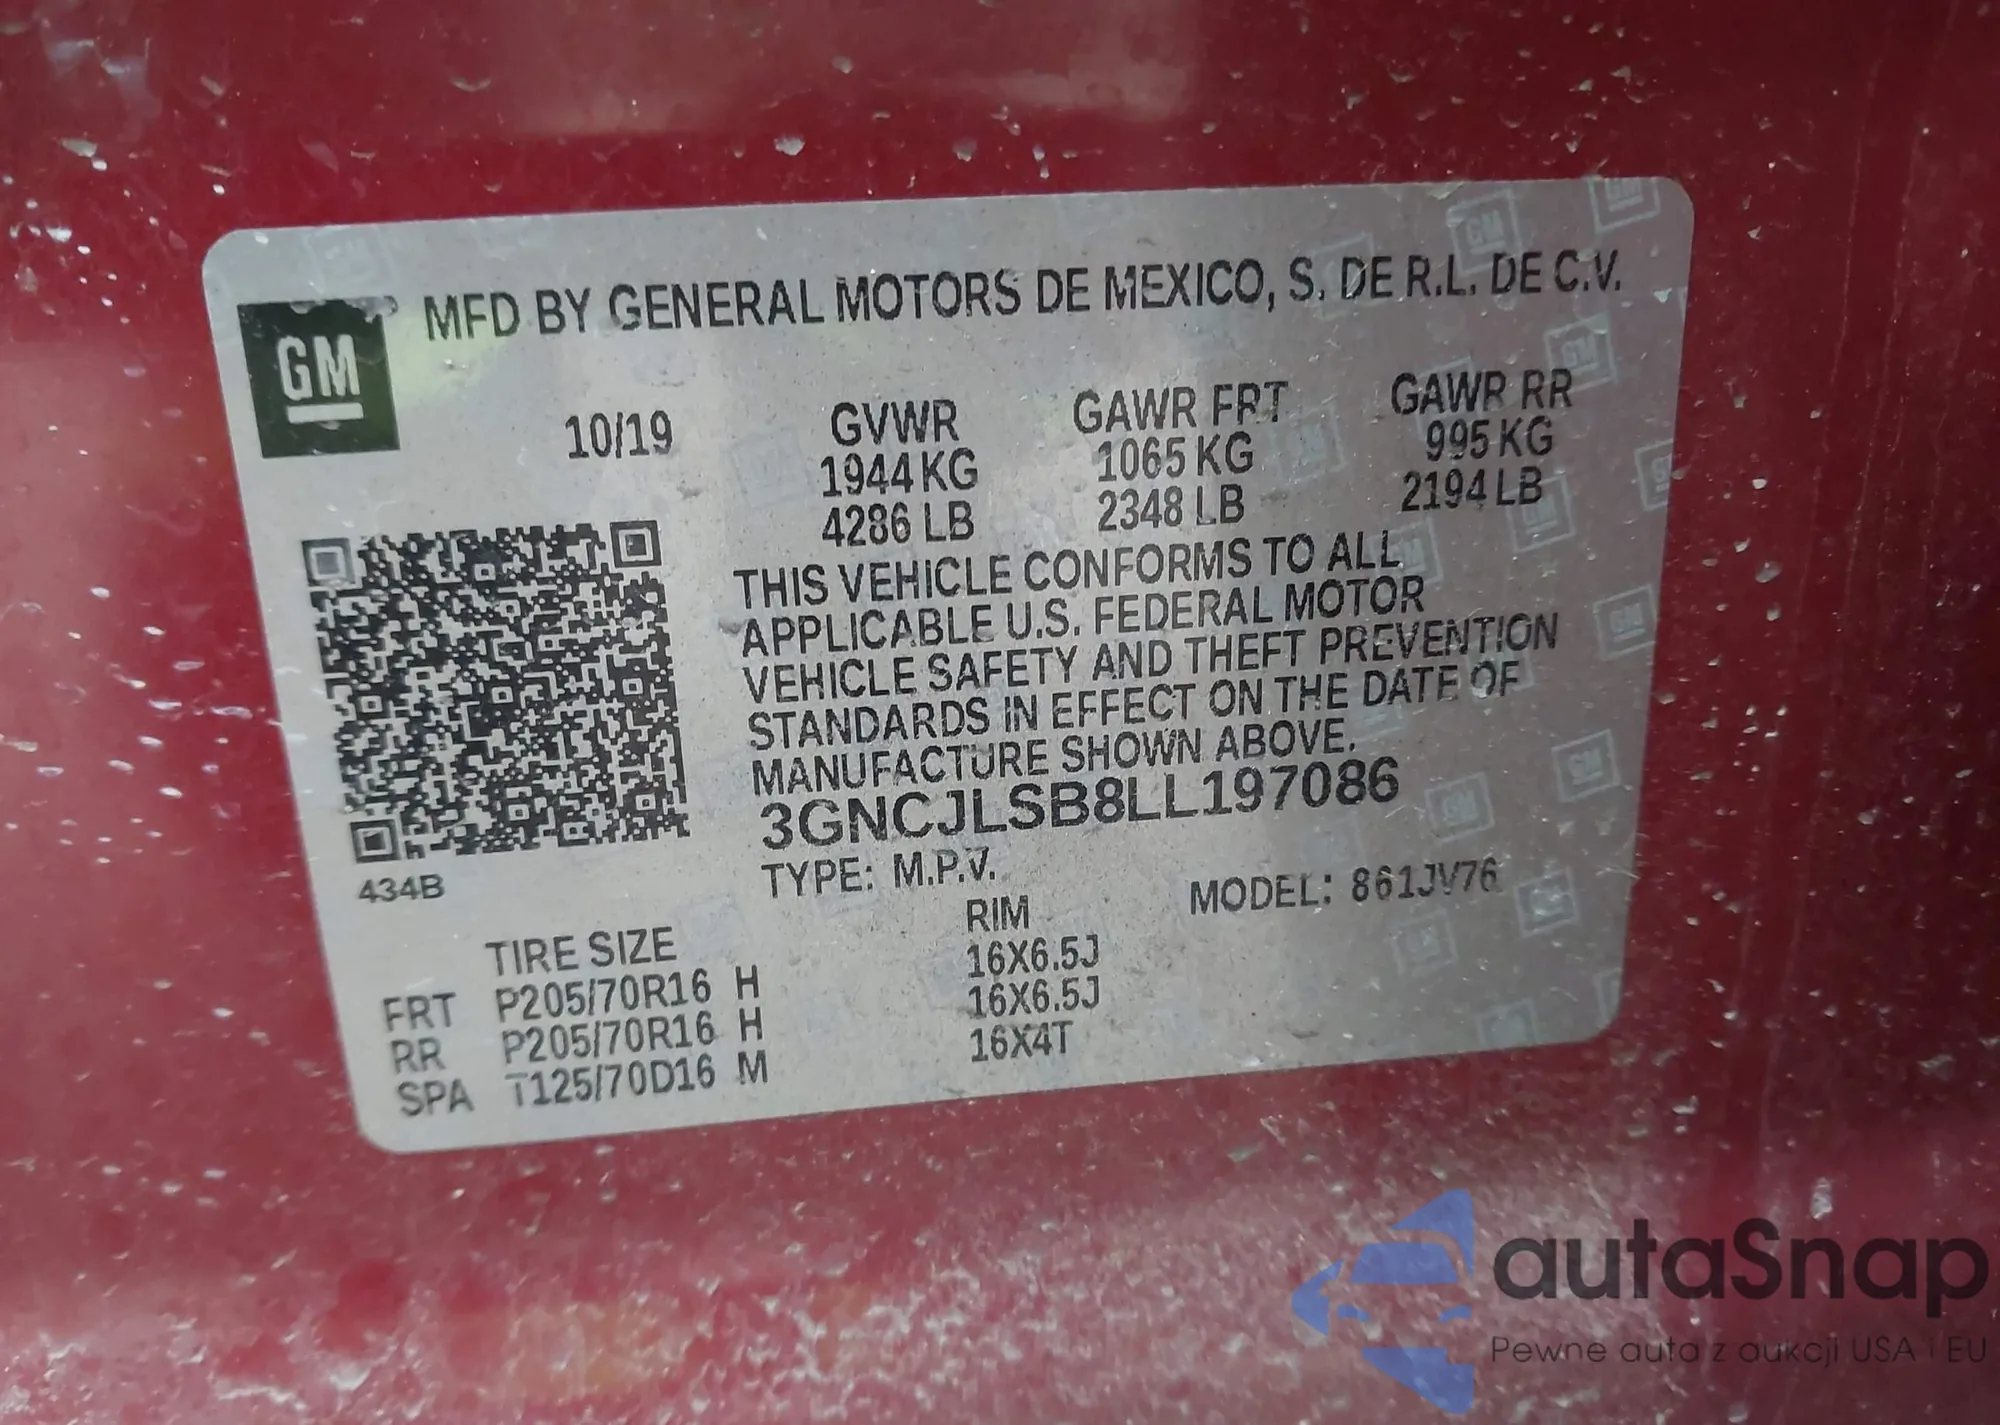 MFD BY GENERAL MOTORS DE MEXICO, S. DE R.L. DE C.V.
GM
10/19 GVWR GAWR FRT GAWR RR
1944 KG 1065 KG 995 KG
4286 LB 2348 LB 2194 LB
THIS VEHICLE CONFORMS TO ALL
APPLICABLE U.S. FEDERAL MOTOR
VEHICLE SAFETY AND THEFT PREVENTION
STANDARDS IN EFFECT ON THE DATE OF
MANUFACTURE SHOWN ABOVE.
3GNCJLSB8LL197086
434B
TYPE: M.P.V. MODEL: 861JV76
TIRE SIZE RIM
FRT P205/70R16 H 16X6.5J
RR P205/70R16 H 16X6.5J
SPA T125/70D16 M 16X4T
autaSnap
Pewne auta z aukcji USA i EU